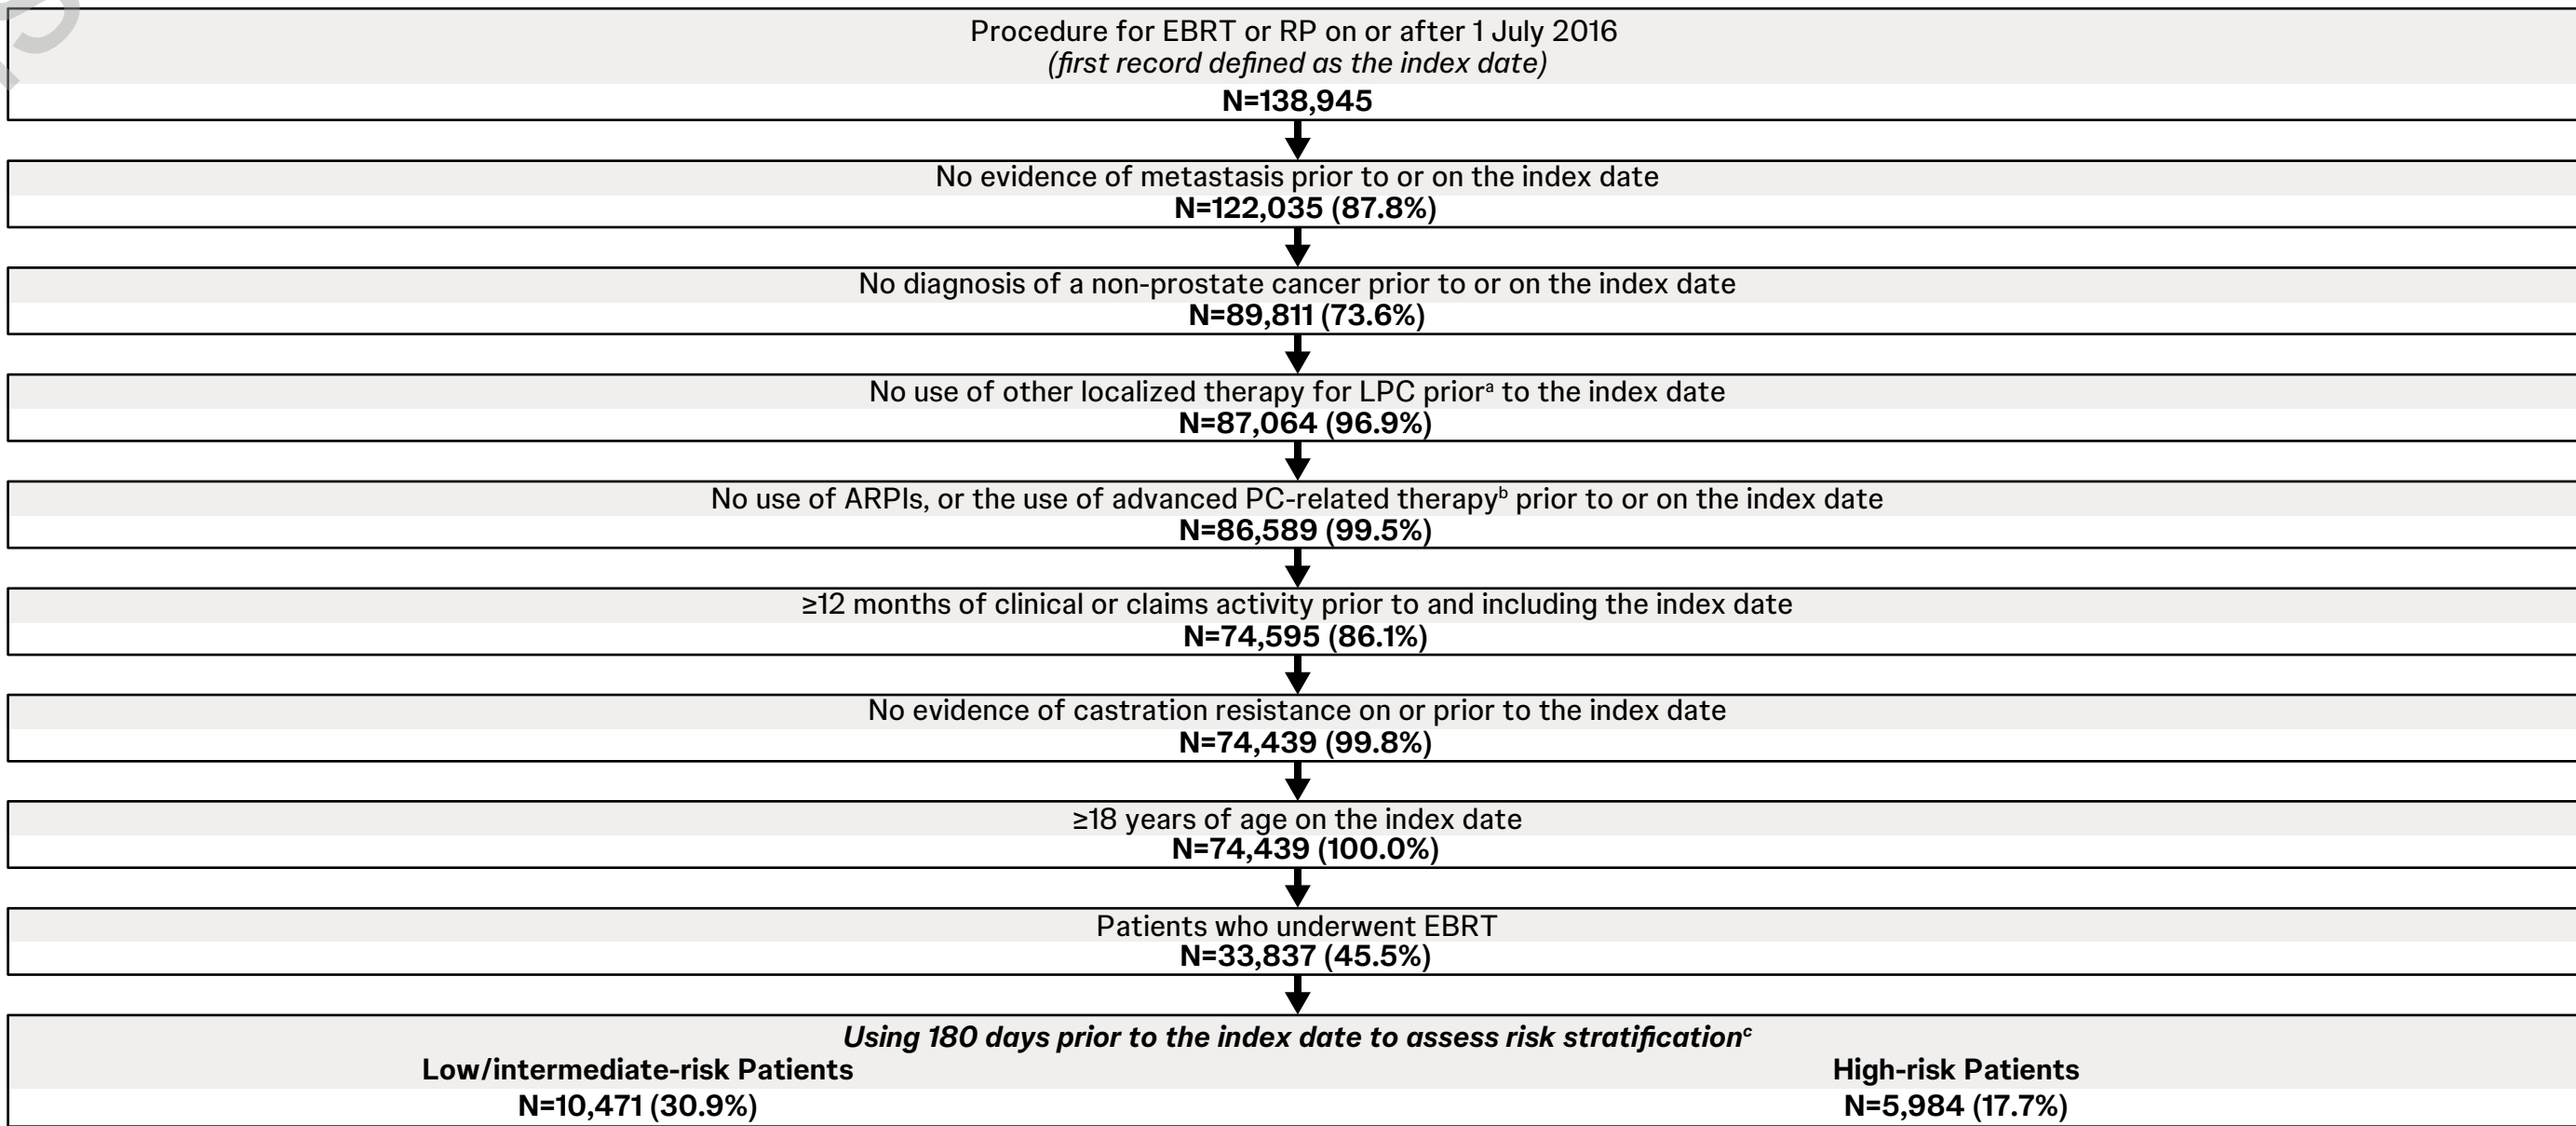 Procedure for EBRT or RP on or after 1 July 2016
(first record defined as the index date)
N=138,945
No evidence of metastasis prior to or on the index date
N=122,035 (87.8%)
No diagnosis of a non-prostate cancer prior to or on the index date
N=89,811 (73.6%)
No use of other localized therapy for LPC priorᵃ to the index date
N=87,064 (96.9%)
No use of ARPIs, or the use of advanced PC-related therapyᵇ prior to or on the index date
N=86,589 (99.5%)
≥12 months of clinical or claims activity prior to and including the index date
N=74,595 (86.1%)
No evidence of castration resistance on or prior to the index date
N=74,439 (99.8%)
≥18 years of age on the index date
N=74,439 (100.0%)
Patients who underwent EBRT
N=33,837 (45.5%)
Using 180 days prior to the index date to assess risk stratificationᶜ
Low/intermediate-risk Patients High-risk Patients
N=10,471 (30.9%) N=5,984 (17.7%)